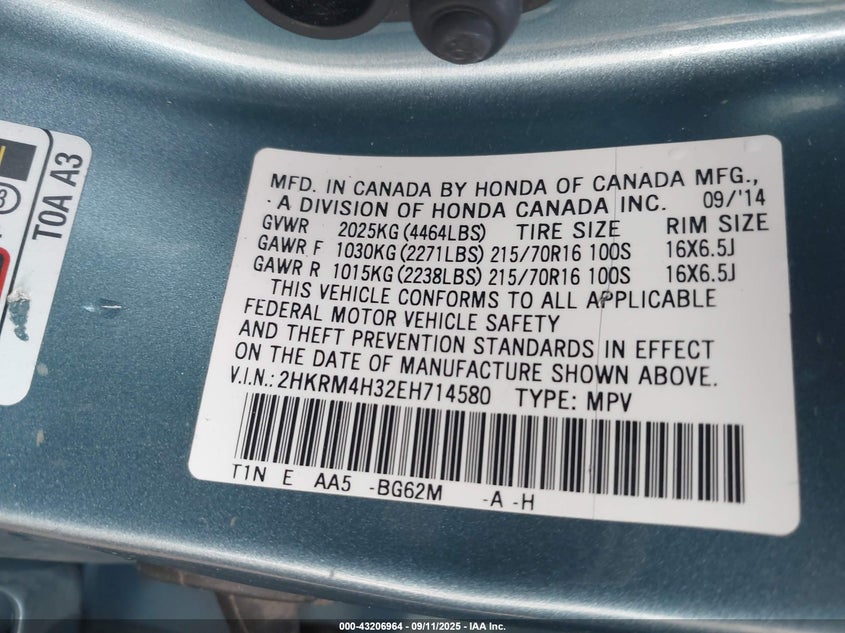 TOA A3
3
MFD. IN CANADA BY HONDA OF CANADA MFG.,
A DIVISION OF HONDA CANADA INC. 09/'14
GVWR 2025KG (4464LBS) TIRE SIZE RIM SIZE
GAWR F 1030KG (2271LBS) 215/70R16 100S 16X6.5J
GAWR R 1015KG (2238LBS) 215/70R16 100S 16X6.5J
THIS VEHICLE CONFORMS TO ALL APPLICABLE
FEDERAL MOTOR VEHICLE SAFETY
AND THEFT PREVENTION STANDARDS IN EFFECT
ON THE DATE OF MANUFACTURE SHOWN ABOVE.
V.I.N.: 2HKRM4H32EH714580 TYPE: MPV
T1N E AA5 -BG62M -A -H
000-43206964 - 09/11/2025 - IAA Inc.